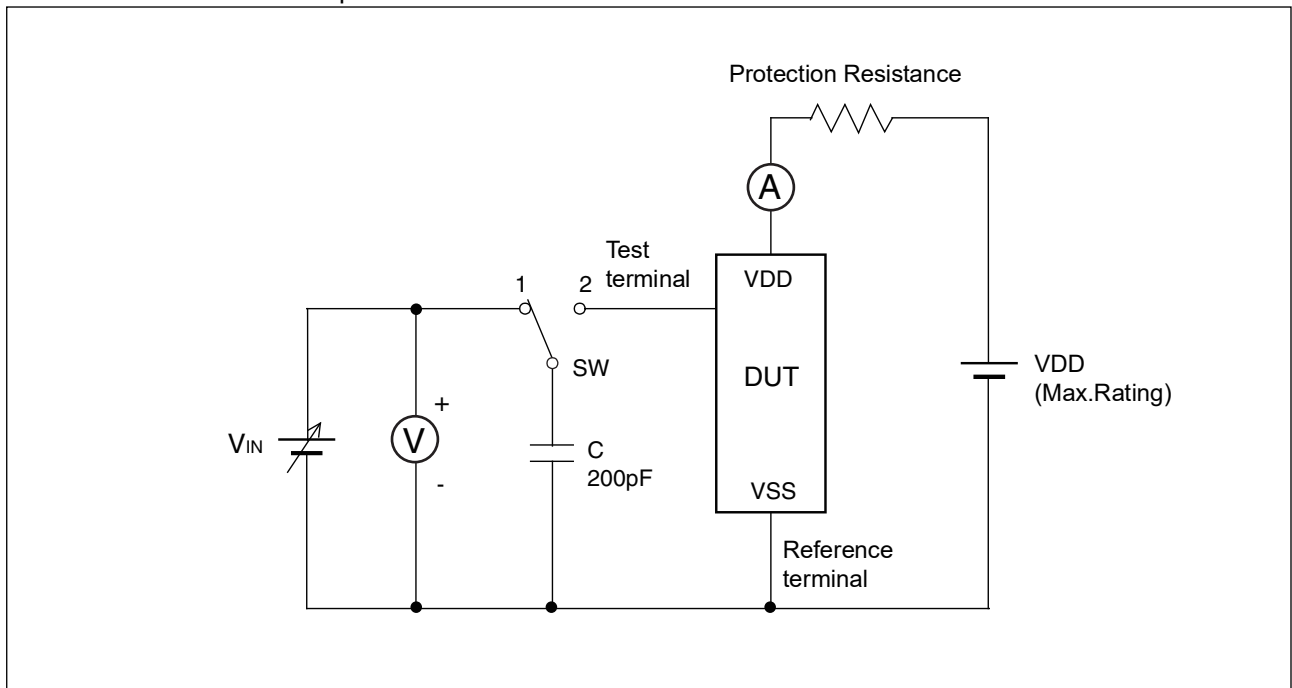 Protection Resistance
A
Test
terminal
1
2
VDD
SW
DUT
VDD
(Max.Rating)
VIN
+
V
-
C
200pF
VSS
Reference
terminal